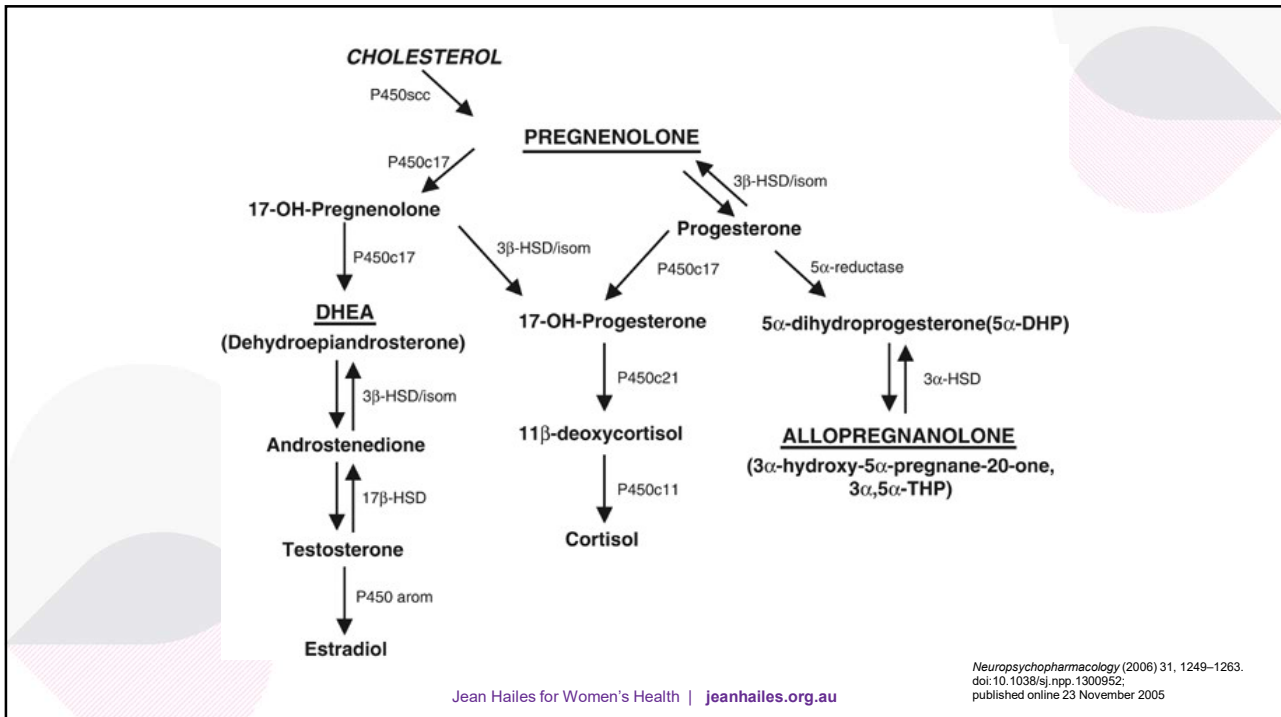 CHOLESTEROL
P450scc
PREGNENOLONE
P450c17
3β-HSD/isom
17-OH-Pregnenolone
Progesterone
P450c17
3β-HSD/isom
P450c17
5α-reductase
DHEA
(Dehydroepiandrosterone)
17-OH-Progesterone
5α-dihydroprogesterone(5α-DHP)
3β-HSD/isom
P450c21
3α-HSD
Androstenedione
11β-deoxycortisol
ALLOPREGNANOLONE
(3α-hydroxy-5α-pregnane-20-one,
3α,5α-THP)
17β-HSD
P450c11
Testosterone
Cortisol
P450 arom
Estradiol
Jean Hailes for Women's Health | jeanhailes.org.au
Neuropsychopharmacology (2006) 31, 1249–1263.
doi:10.1038/sj.npp.1300952;
published online 23 November 2005